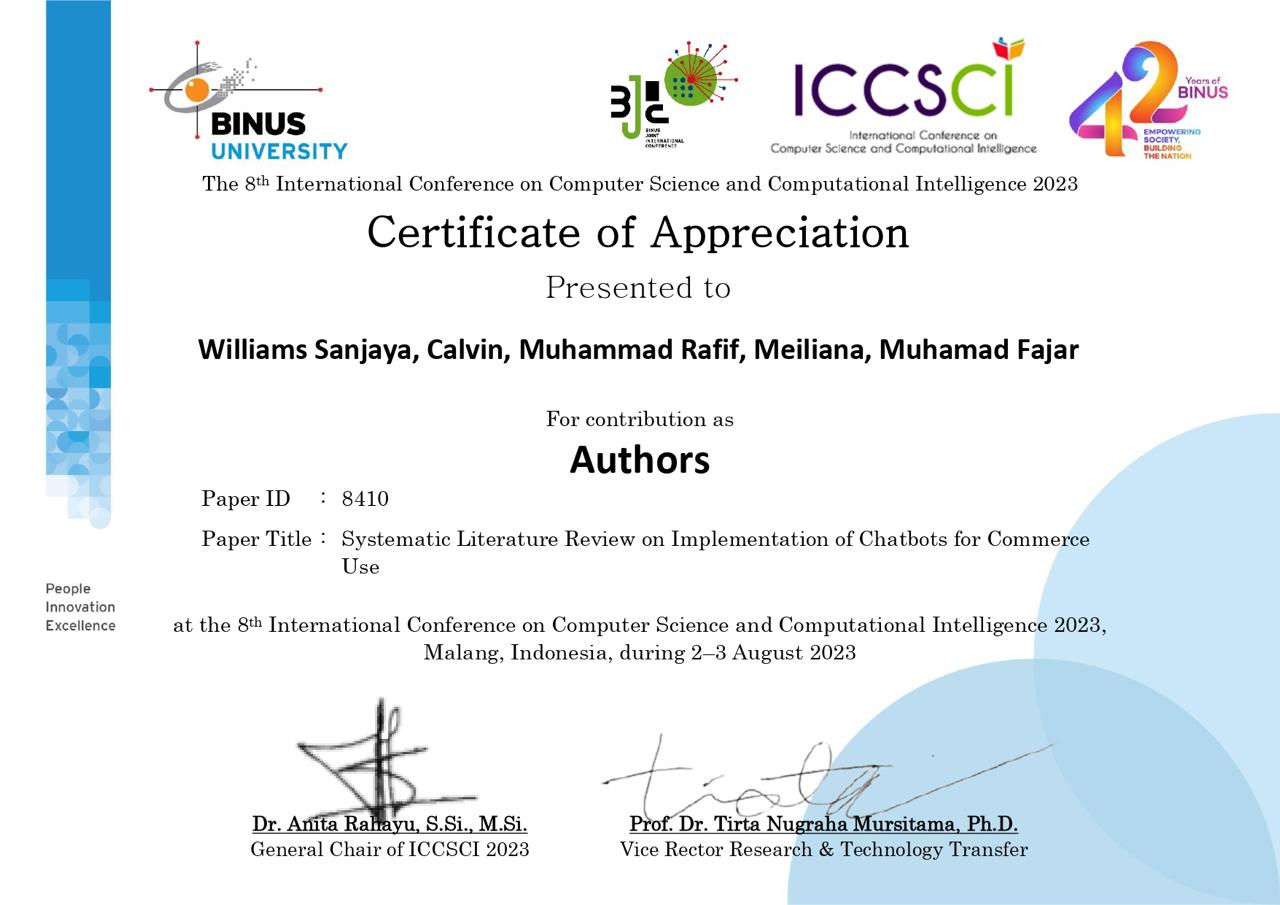 BINUS
UNIVERSITY
BJC
BINUS
JOINT
INTERNATIONAL
CONFERENCE
ICCSCI
International Conference on
Computer Science and Computational Intelligence
42
Years of
BINUS
EMPOWERING
SOCIETY,
BUILDING
THE NATION
The 8th International Conference on Computer Science and Computational Intelligence 2023
Certificate of Appreciation
Presented to
Williams Sanjaya, Calvin, Muhammad Rafif, Meiliana, Muhamad Fajar
For contribution as
Authors
Paper ID : 8410
Paper Title : Systematic Literature Review on Implementation of Chatbots for Commerce
Use
People
Innovation
Excellence
at the 8th International Conference on Computer Science and Computational Intelligence 2023,
Malang, Indonesia, during 2–3 August 2023
tirta
Dr. Anita Rahayu, S.Si., M.Si.
General Chair of ICCSCI 2023
Prof. Dr. Tirta Nugraha Mursitama, Ph.D.
Vice Rector Research & Technology Transfer